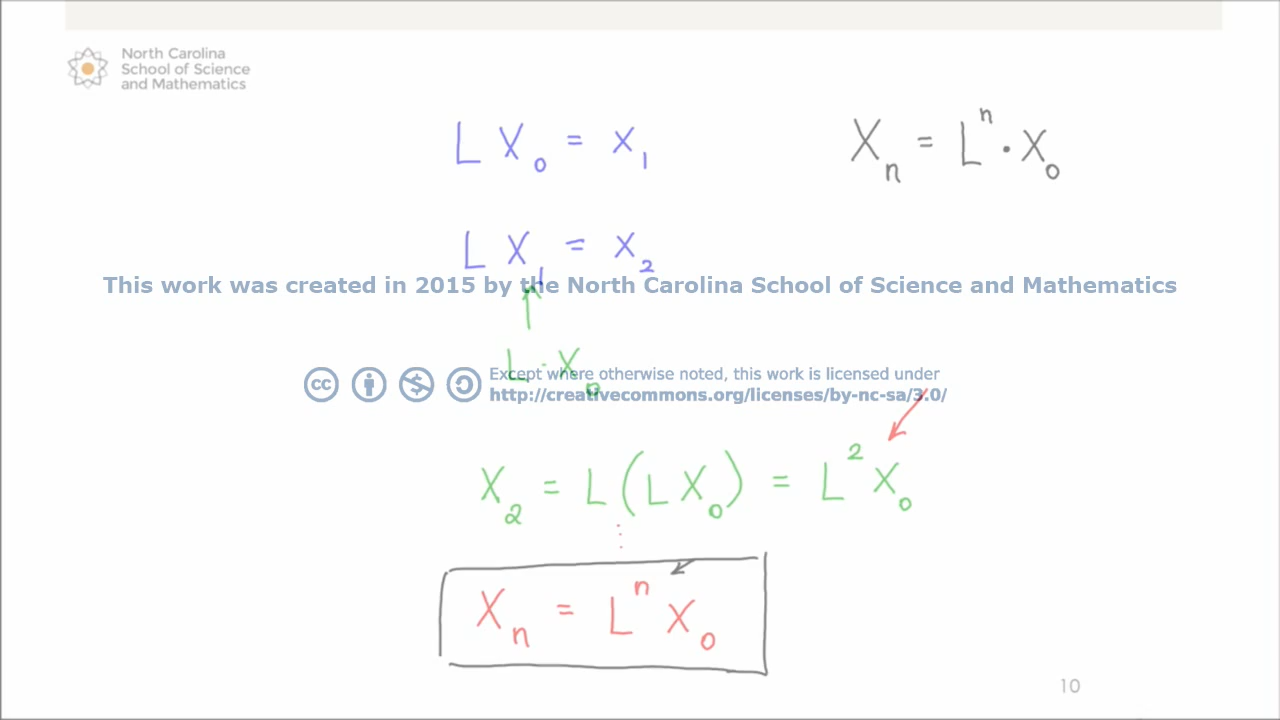 North Carolina
School of Science
and Mathematics
L X₀ = X₁
Xₙ = Lⁿ · X₀
L X₁ = X₂
This work was created in 2015 by the North Carolina School of Science and Mathematics
L · X₀
cc
Except where otherwise noted, this work is licensed under
http://creativecommons.org/licenses/by-nc-sa/3.0/
X₂ = L(L X₀) = L² X₀
⋮
Xₙ = Lⁿ X₀
10